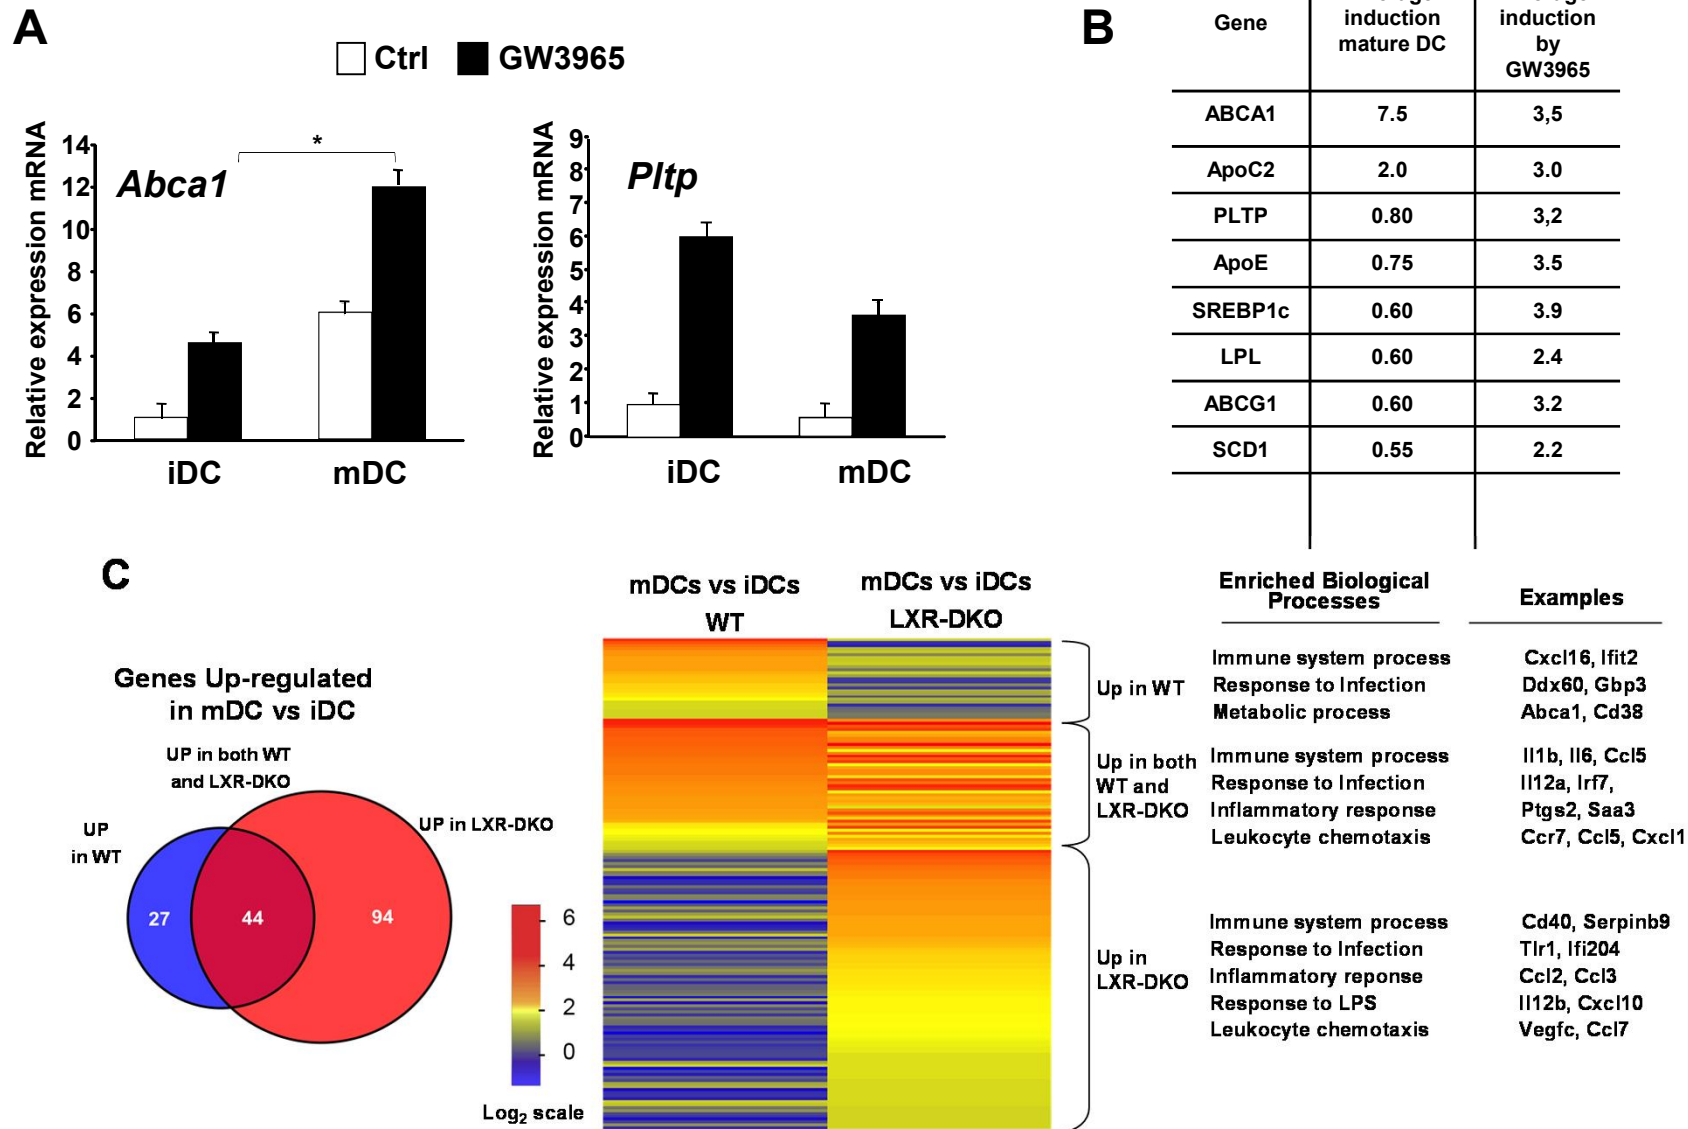 A
Ctrl
GW3965
Relative expression mRNA
14
12
10
8
6
4
2
0
Abca1
*
iDC
mDC
Relative expression mRNA
9
8
7
6
5
4
3
2
1
0
Pltp
iDC
mDC
B
Gene
induction
mature DC
induction
by
GW3965
ABCA1 7.5 3,5
ApoC2 2.0 3.0
PLTP 0.80 3,2
ApoE 0.75 3.5
SREBP1c 0.60 3.9
LPL 0.60 2.4
ABCG1 0.60 3.2
SCD1 0.55 2.2
C
Genes Up-regulated
in mDC vs iDC
UP in both WT
and LXR-DKO
UP
in WT
UP in LXR-DKO
27
44
94
6
4
2
0
Log2 scale
mDCs vs iDCs
WT
mDCs vs iDCs
LXR-DKO
Up in WT
Up in both
WT and
LXR-DKO
Up in
LXR-DKO
Enriched Biological
Processes
Examples
Immune system process Cxcl16, Ifit2
Response to Infection Ddx60, Gbp3
Metabolic process Abca1, Cd38
Immune system process Il1b, Il6, Ccl5
Response to Infection Il12a, Irf7,
Inflammatory response Ptgs2, Saa3
Leukocyte chemotaxis Ccr7, Ccl5, Cxcl1
Immune system process Cd40, Serpinb9
Response to Infection Tlr1, Ifi204
Inflammatory reponse Ccl2, Ccl3
Response to LPS Il12b, Cxcl10
Leukocyte chemotaxis Vegfc, Ccl7